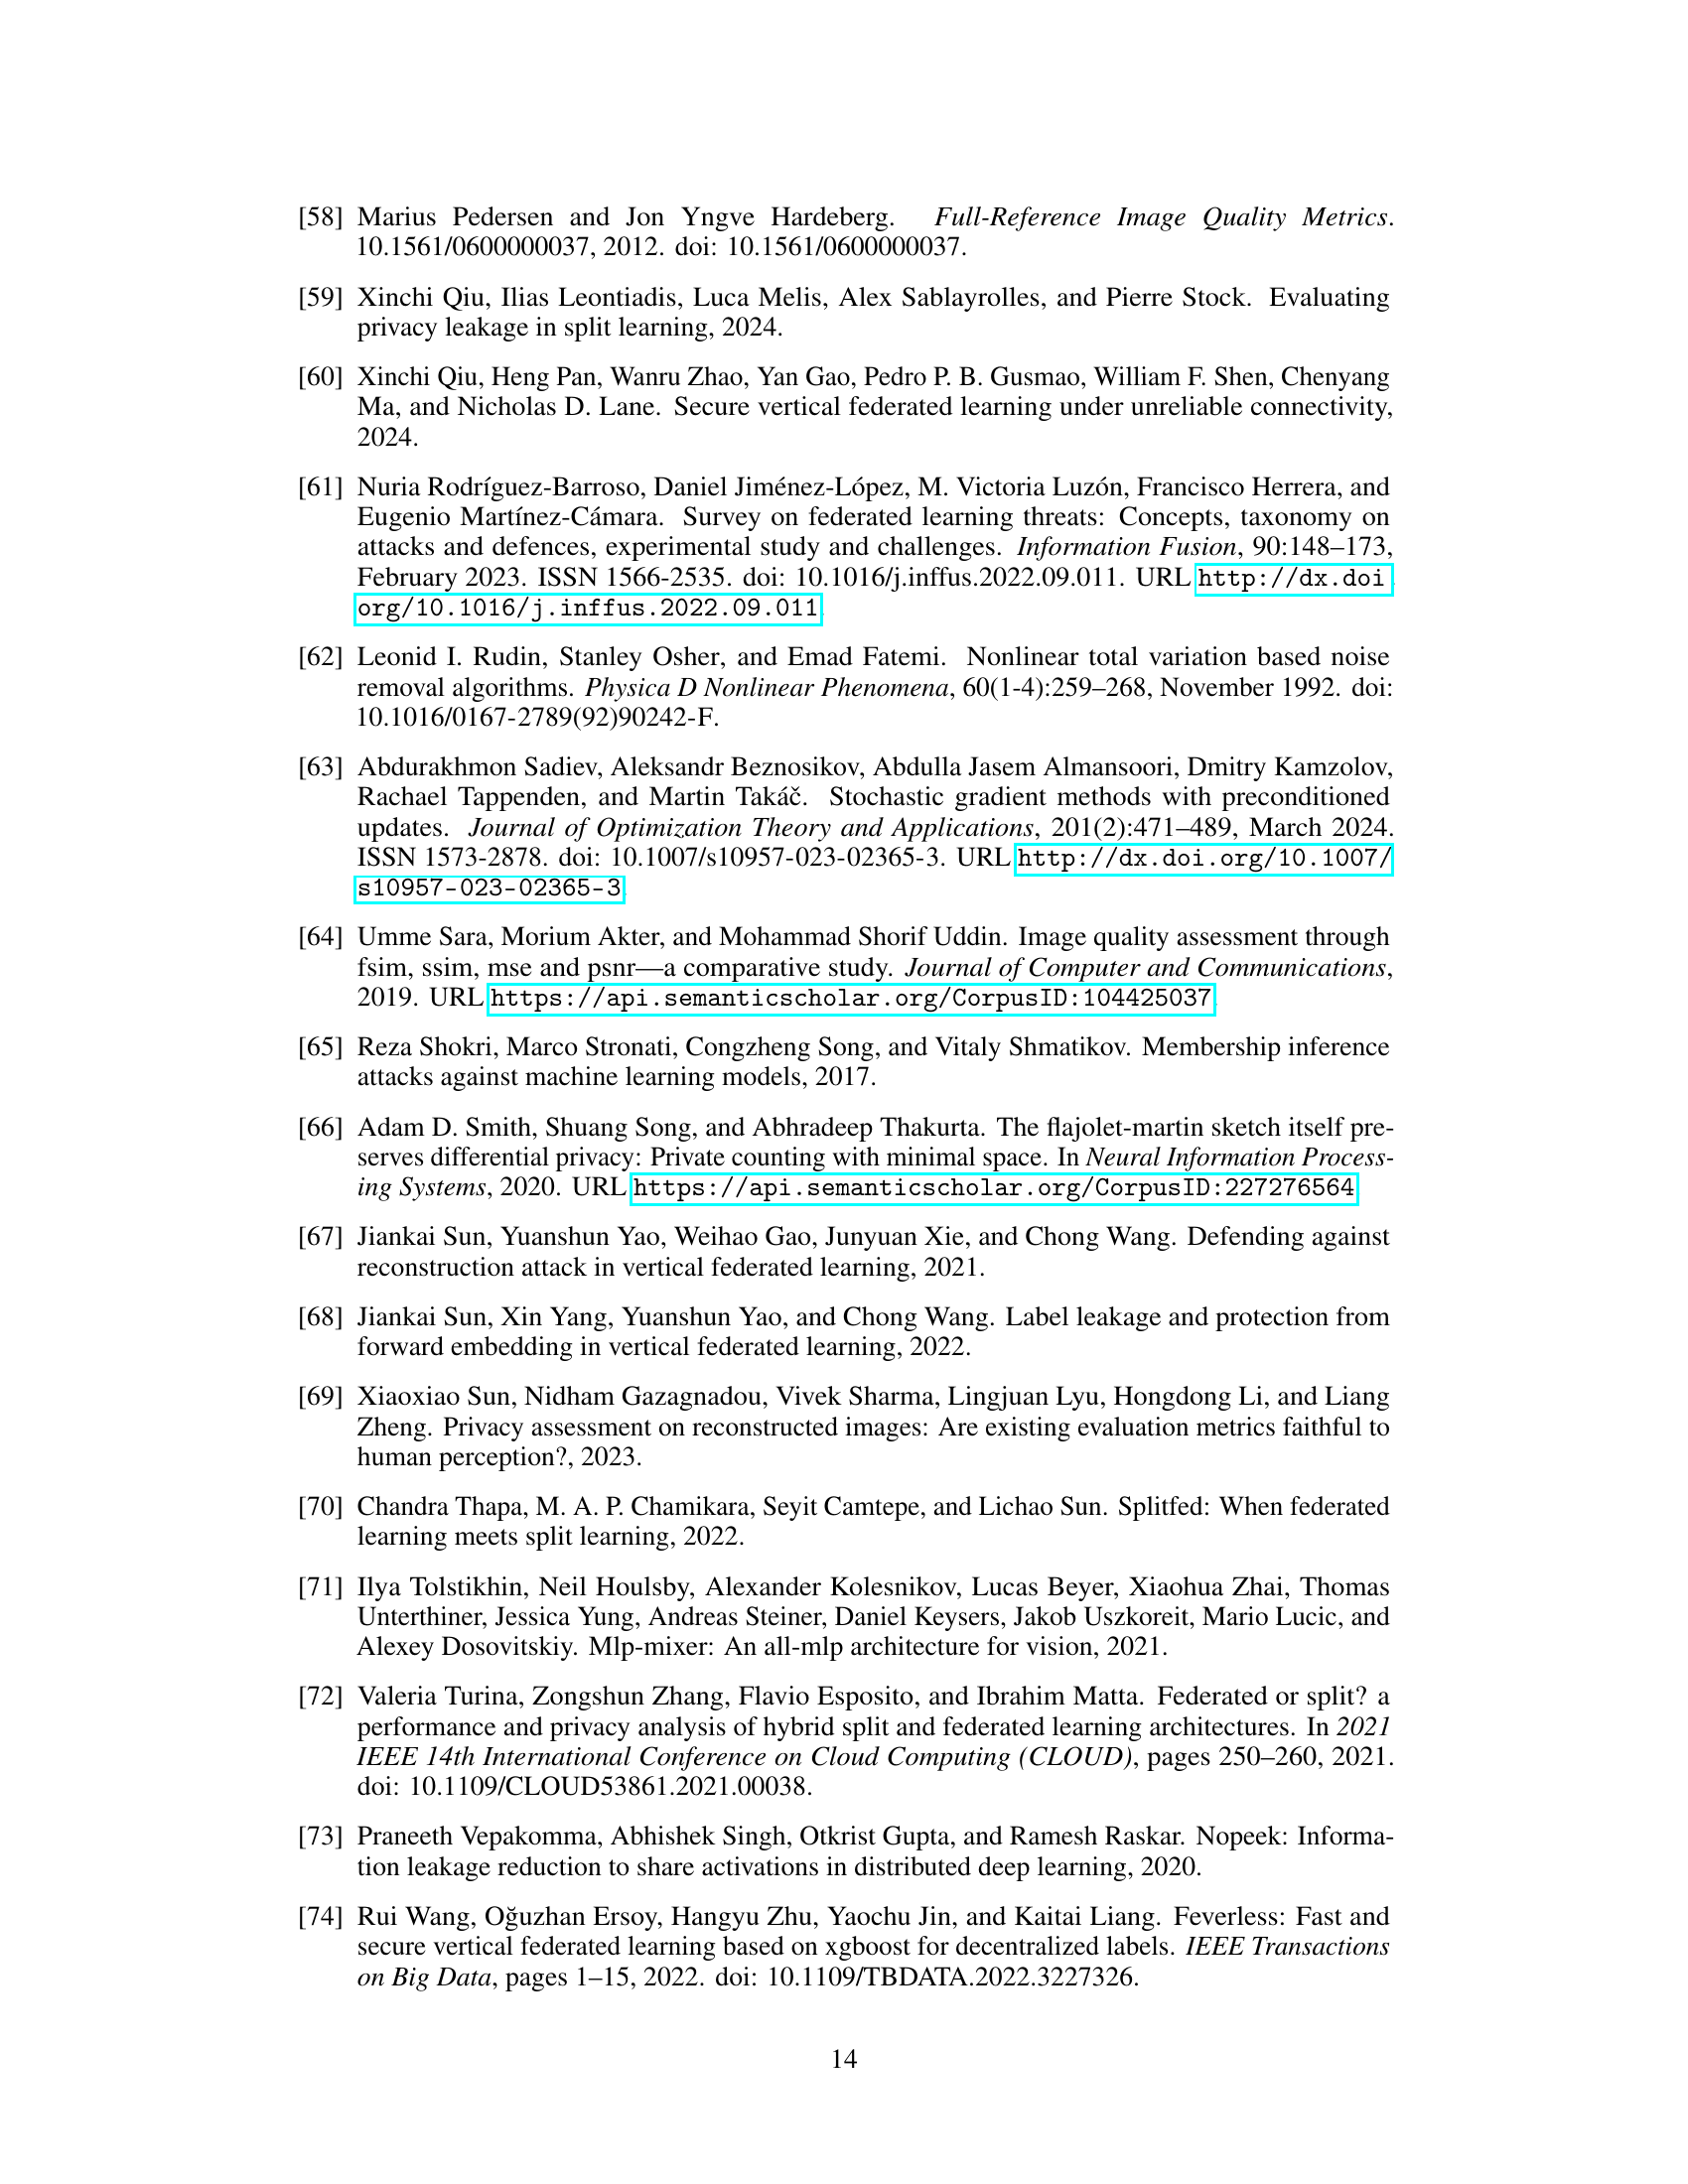 [58] Marius Pedersen and Jon Yngve Hardeberg. Full-Reference Image Quality Metrics.
10.1561/0600000037, 2012. doi: 10.1561/0600000037.
[59] Xinchi Qiu, Ilias Leontiadis, Luca Melis, Alex Sablayrolles, and Pierre Stock. Evaluating
privacy leakage in split learning, 2024.
[60] Xinchi Qiu, Heng Pan, Wanru Zhao, Yan Gao, Pedro P. B. Gusmao, William F. Shen, Chenyang
Ma, and Nicholas D. Lane. Secure vertical federated learning under unreliable connectivity,
2024.
[61] Nuria Rodríguez-Barroso, Daniel Jiménez-López, M. Victoria Luzón, Francisco Herrera, and
Eugenio Martínez-Cámara. Survey on federated learning threats: Concepts, taxonomy on
attacks and defences, experimental study and challenges. Information Fusion, 90:148–173,
February 2023. ISSN 1566-2535. doi: 10.1016/j.inffus.2022.09.011. URL http://dx.doi
org/10.1016/j.inffus.2022.09.011
[62] Leonid I. Rudin, Stanley Osher, and Emad Fatemi. Nonlinear total variation based noise
removal algorithms. Physica D Nonlinear Phenomena, 60(1-4):259–268, November 1992. doi:
10.1016/0167-2789(92)90242-F.
[63] Abdurakhmon Sadiev, Aleksandr Beznosikov, Abdulla Jasem Almansoori, Dmitry Kamzolov,
Rachael Tappenden, and Martin Takáč. Stochastic gradient methods with preconditioned
updates. Journal of Optimization Theory and Applications, 201(2):471–489, March 2024.
ISSN 1573-2878. doi: 10.1007/s10957-023-02365-3. URL http://dx.doi.org/10.1007/
s10957-023-02365-3
[64] Umme Sara, Morium Akter, and Mohammad Shorif Uddin. Image quality assessment through
fsim, ssim, mse and psnr—a comparative study. Journal of Computer and Communications,
2019. URL https://api.semanticscholar.org/CorpusID:104425037
[65] Reza Shokri, Marco Stronati, Congzheng Song, and Vitaly Shmatikov. Membership inference
attacks against machine learning models, 2017.
[66] Adam D. Smith, Shuang Song, and Abhradeep Thakurta. The flajolet-martin sketch itself pre-
serves differential privacy: Private counting with minimal space. In Neural Information Process-
ing Systems, 2020. URL https://api.semanticscholar.org/CorpusID:227276564
[67] Jiankai Sun, Yuanshun Yao, Weihao Gao, Junyuan Xie, and Chong Wang. Defending against
reconstruction attack in vertical federated learning, 2021.
[68] Jiankai Sun, Xin Yang, Yuanshun Yao, and Chong Wang. Label leakage and protection from
forward embedding in vertical federated learning, 2022.
[69] Xiaoxiao Sun, Nidham Gazagnadou, Vivek Sharma, Lingjuan Lyu, Hongdong Li, and Liang
Zheng. Privacy assessment on reconstructed images: Are existing evaluation metrics faithful to
human perception?, 2023.
[70] Chandra Thapa, M. A. P. Chamikara, Seyit Camtepe, and Lichao Sun. Splitfed: When federated
learning meets split learning, 2022.
[71] Ilya Tolstikhin, Neil Houlsby, Alexander Kolesnikov, Lucas Beyer, Xiaohua Zhai, Thomas
Unterthiner, Jessica Yung, Andreas Steiner, Daniel Keysers, Jakob Uszkoreit, Mario Lucic, and
Alexey Dosovitskiy. Mlp-mixer: An all-mlp architecture for vision, 2021.
[72] Valeria Turina, Zongshun Zhang, Flavio Esposito, and Ibrahim Matta. Federated or split? a
performance and privacy analysis of hybrid split and federated learning architectures. In 2021
IEEE 14th International Conference on Cloud Computing (CLOUD), pages 250–260, 2021.
doi: 10.1109/CLOUD53861.2021.00038.
[73] Praneeth Vepakomma, Abhishek Singh, Otkrist Gupta, and Ramesh Raskar. Nopeek: Informa-
tion leakage reduction to share activations in distributed deep learning, 2020.
[74] Rui Wang, Oğuzhan Ersoy, Hangyu Zhu, Yaochu Jin, and Kaitai Liang. Feverless: Fast and
secure vertical federated learning based on xgboost for decentralized labels. IEEE Transactions
on Big Data, pages 1–15, 2022. doi: 10.1109/TBDATA.2022.3227326.
14